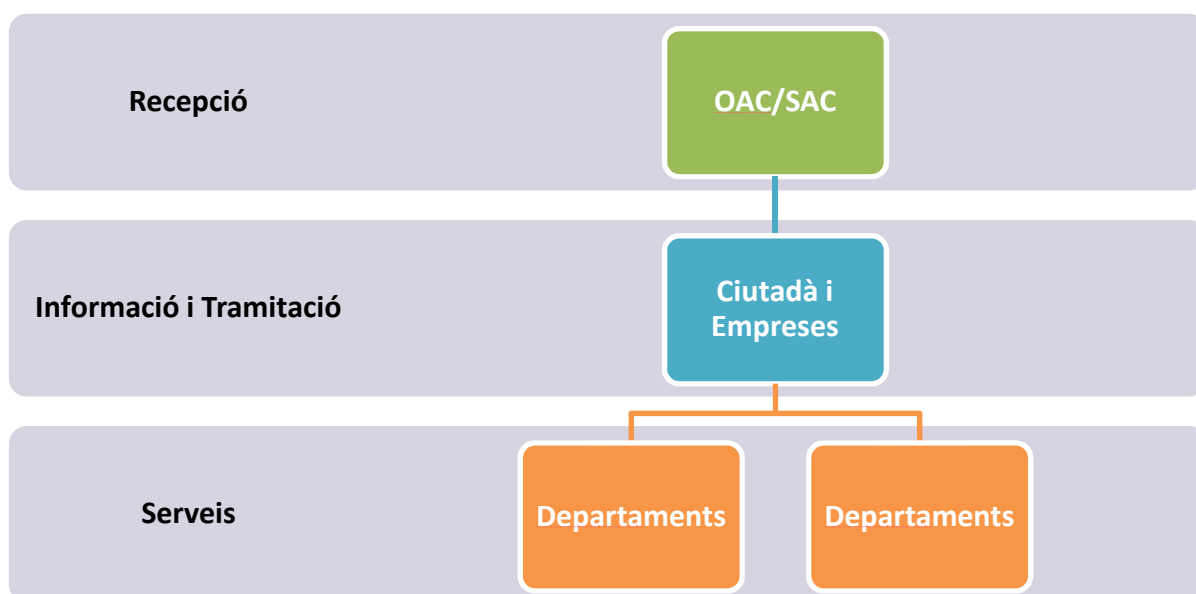 Recepció
OAC/SAC
Informació i Tramitació
Ciutadà i
Empreses
Serveis
Departaments
Departaments